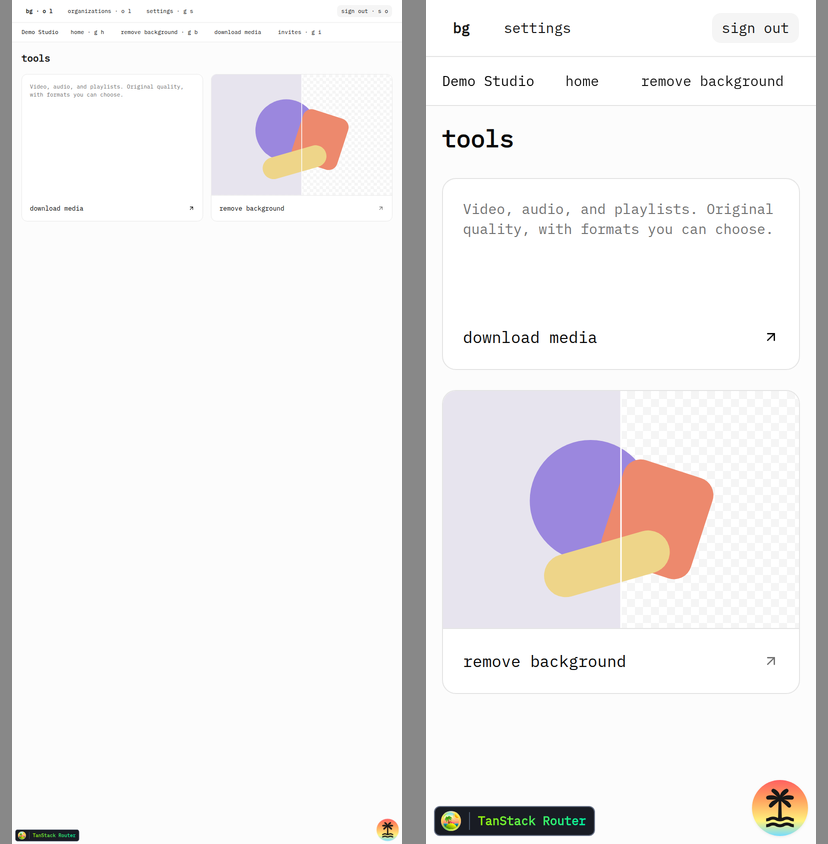 bg · o l organizations · o l settings · g s sign out · s o
Demo Studio home · g h remove background · g b download media invites · g i
tools
Video, audio, and playlists. Original quality,
with formats you can choose.
download media
remove background
TanStack Router
bg settings sign out
Demo Studio home remove background
tools
Video, audio, and playlists. Original
quality, with formats you can choose.
download media
remove background
TanStack Router